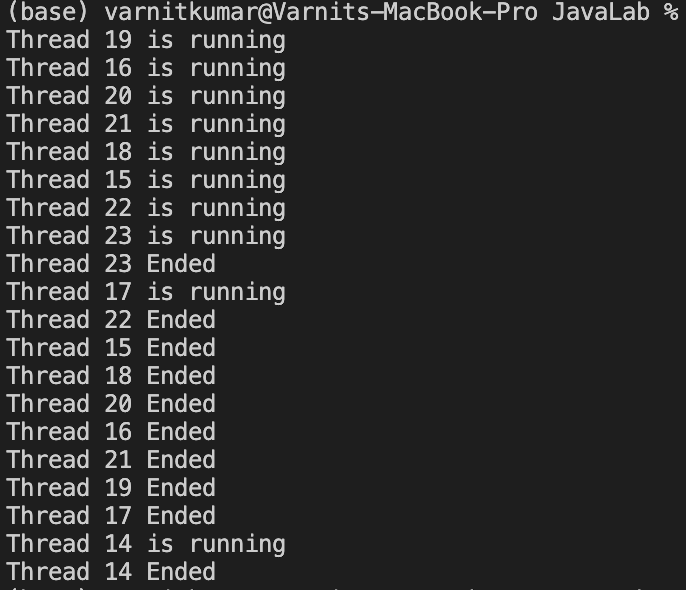 (base) varnitkumar@Varnits-MacBook-Pro JavaLab %
Thread 19 is running
Thread 16 is running
Thread 20 is running
Thread 21 is running
Thread 18 is running
Thread 15 is running
Thread 22 is running
Thread 23 is running
Thread 23 Ended
Thread 17 is running
Thread 22 Ended
Thread 15 Ended
Thread 18 Ended
Thread 20 Ended
Thread 16 Ended
Thread 21 Ended
Thread 19 Ended
Thread 17 Ended
Thread 14 is running
Thread 14 Ended